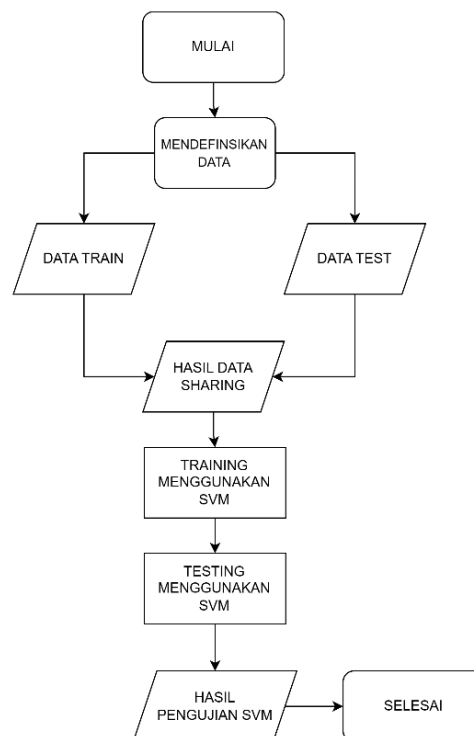 MULAI
MENDEFINSIKAN
DATA
DATA TRAIN
DATA TEST
HASIL DATA
SHARING
TRAINING
MENGGUNAKAN
SVM
TESTING
MENGGUNAKAN
SVM
HASIL
PENGUJIAN SVM
SELESAI